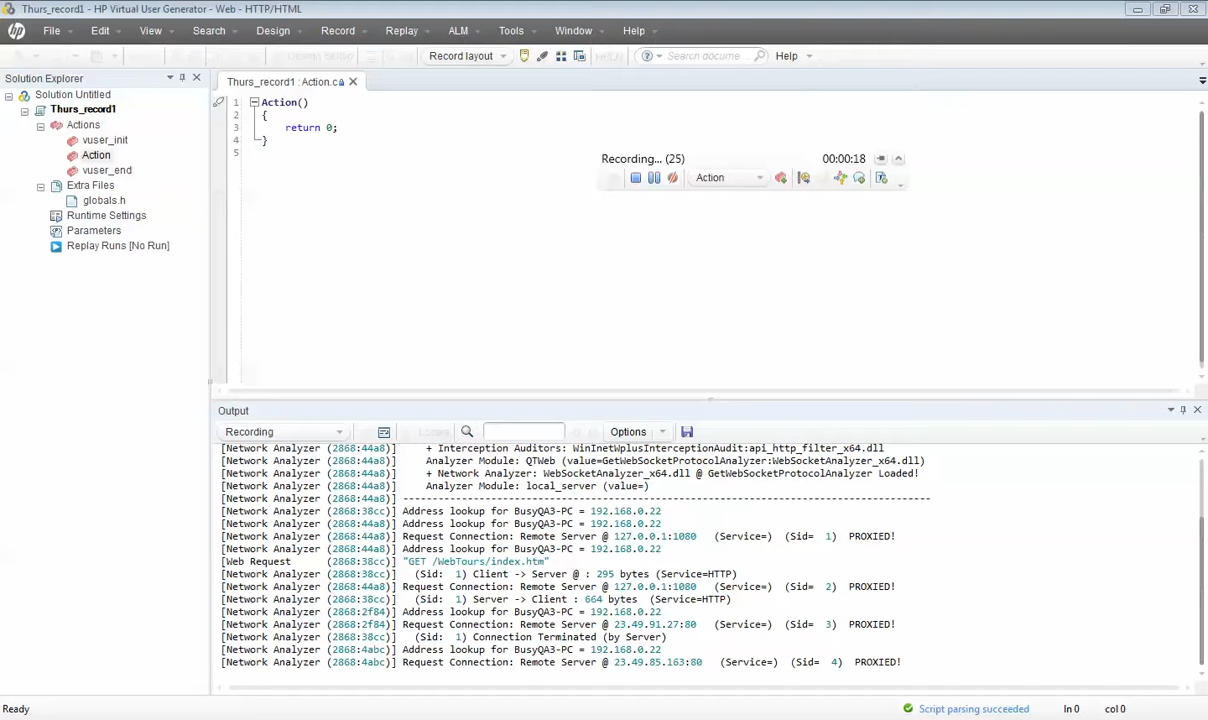 Thurs_record1 - HP Virtual User Generator - Web - HTTP/HTML
hp File Edit View Search Design Record Replay ALM Tools Window Help
Design Studio Record layout Search docume Help
Solution Explorer
Thurs_record1 : Action.c
Solution Untitled
Thurs_record1
Actions
vuser_init
Action
vuser_end
Extra Files
globals.h
Runtime Settings
Parameters
Replay Runs [No Run]
1 Action()
2 {
3 return 0;
4 }
5
Recording... (25) 00:00:18
Action
Output
Recording Options
[Network Analyzer (2868:44a8)] + Interception Auditors: WinInetWplusInterceptionAudit:api_http_filter_x64.dll
[Network Analyzer (2868:44a8)] Analyzer Module: QTWeb (value=GetWebSocketProtocolAnalyzer:WebSocketAnalyzer_x64.dll)
[Network Analyzer (2868:44a8)] + Network Analyzer: WebSocketAnalyzer_x64.dll @ GetWebSocketProtocolAnalyzer Loaded!
[Network Analyzer (2868:44a8)] Analyzer Module: local_server (value=)
[Network Analyzer (2868:44a8)] --------------------------------------------------------------------------------
[Network Analyzer (2868:38cc)] Address lookup for BusyQA3-PC = 192.168.0.22
[Network Analyzer (2868:44a8)] Address lookup for BusyQA3-PC = 192.168.0.22
[Network Analyzer (2868:38cc)] Request Connection: Remote Server @ 127.0.0.1:1080 (Service=) (Sid= 1) PROXIED!
[Network Analyzer (2868:44a8)] Address lookup for BusyQA3-PC = 192.168.0.22
[Web Request (2868:38cc)] "GET /WebTours/index.htm"
[Network Analyzer (2868:38cc)] (Sid: 1) Client -> Server @ : 295 bytes (Service=HTTP)
[Network Analyzer (2868:44a8)] Request Connection: Remote Server @ 127.0.0.1:1080 (Service=) (Sid= 2) PROXIED!
[Network Analyzer (2868:38cc)] (Sid: 1) Server -> Client : 664 bytes (Service=HTTP)
[Network Analyzer (2868:2f84)] Address lookup for BusyQA3-PC = 192.168.0.22
[Network Analyzer (2868:2f84)] Request Connection: Remote Server @ 23.49.91.27:80 (Service=) (Sid= 3) PROXIED!
[Network Analyzer (2868:38cc)] (Sid: 1) Connection Terminated (by Server)
[Network Analyzer (2868:4abc)] Address lookup for BusyQA3-PC = 192.168.0.22
[Network Analyzer (2868:4abc)] Request Connection: Remote Server @ 23.49.85.163:80 (Service=) (Sid= 4) PROXIED!
Ready Script parsing succeeded ln 0 col 0